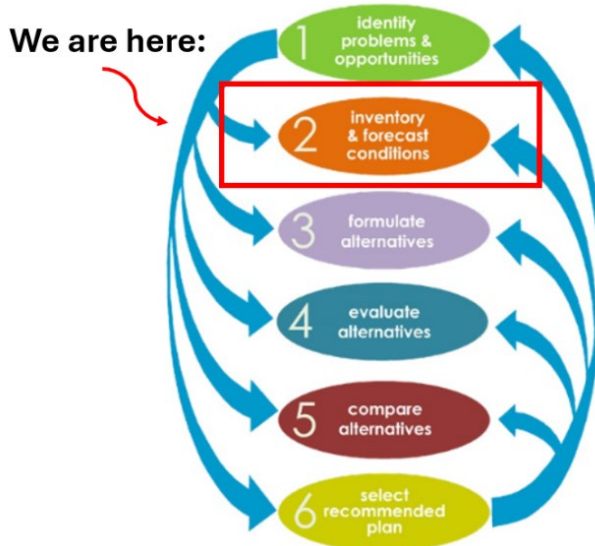 We are here:
1 identify
problems &
opportunities
2 inventory
& forecast
conditions
3 formulate
alternatives
4 evaluate
alternatives
5 compare
alternatives
6 select
recommended
plan